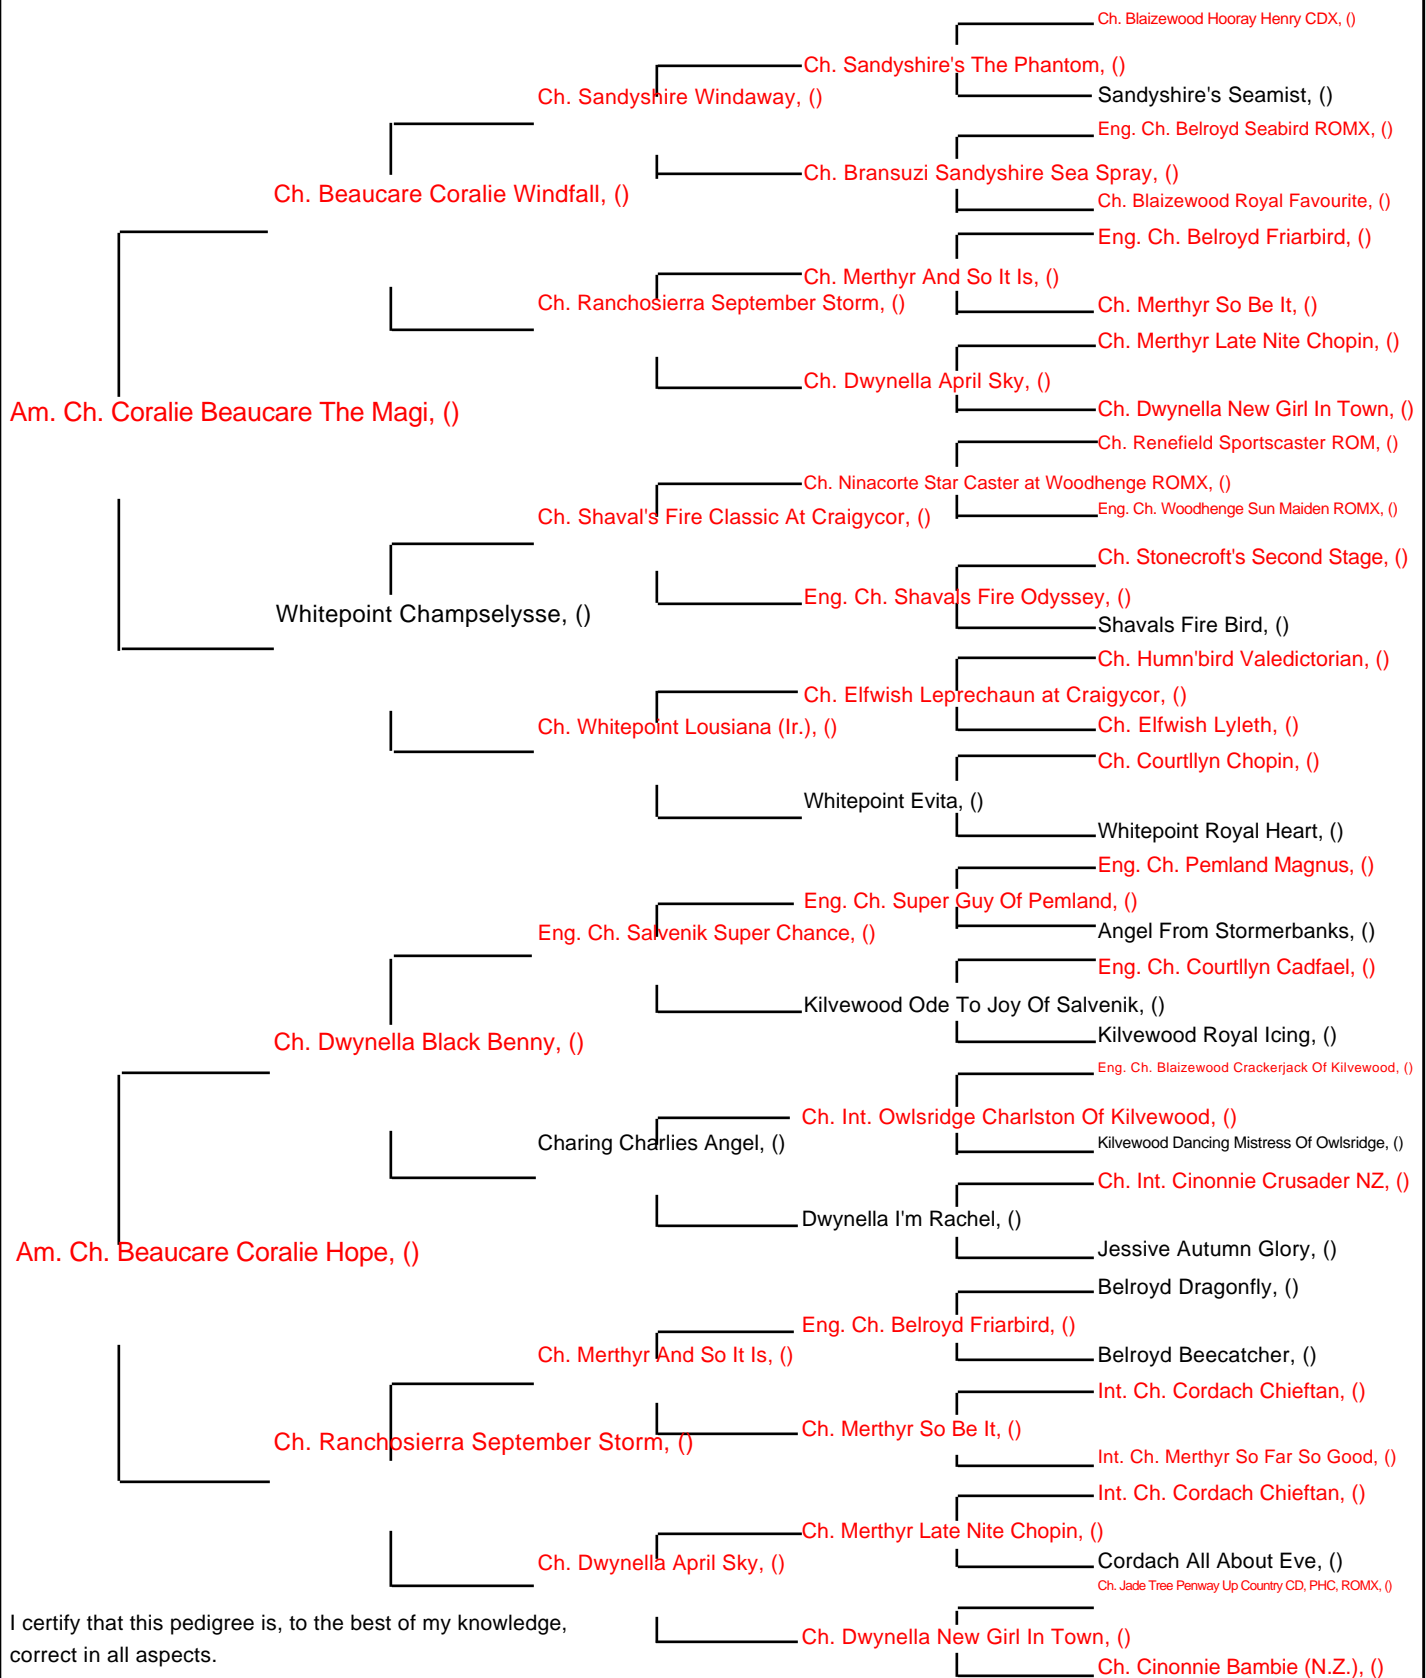 Ch. Blaizewood Hooray Henry CDX, ()
Ch. Sandyshire's The Phantom, ()
Sandyshire's Seamist, ()
Ch. Sandyshire Windaway, ()
Eng. Ch. Belroyd Seabird ROMX, ()
Ch. Bransuzi Sandyshire Sea Spray, ()
Ch. Blaizewood Royal Favourite, ()
Ch. Beaucare Coralie Windfall, ()
Eng. Ch. Belroyd Friarbird, ()
Ch. Merthyr And So It Is, ()
Ch. Merthyr So Be It, ()
Ch. Ranchosierra September Storm, ()
Ch. Merthyr Late Nite Chopin, ()
Ch. Dwynella April Sky, ()
Ch. Dwynella New Girl In Town, ()
Am. Ch. Coralie Beaucare The Magi, ()
Ch. Renefield Sportscaster ROM, ()
Ch. Ninacorte Star Caster at Woodhenge ROMX, ()
Eng. Ch. Woodhenge Sun Maiden ROMX, ()
Ch. Shaval's Fire Classic At Craigycor, ()
Ch. Stonecroft's Second Stage, ()
Eng. Ch. Shavals Fire Odyssey, ()
Shavals Fire Bird, ()
Whitepoint Champselysse, ()
Ch. Humn'bird Valedictorian, ()
Ch. Elfwish Leprechaun at Craigycor, ()
Ch. Elfwish Lyleth, ()
Ch. Whitepoint Lousiana (Ir.), ()
Ch. Courtllyn Chopin, ()
Whitepoint Evita, ()
Whitepoint Royal Heart, ()
Eng. Ch. Pemland Magnus, ()
Eng. Ch. Super Guy Of Pemland, ()
Angel From Stormerbanks, ()
Eng. Ch. Salvenik Super Chance, ()
Eng. Ch. Courtllyn Cadfael, ()
Kilvewood Ode To Joy Of Salvenik, ()
Kilvewood Royal Icing, ()
Ch. Dwynella Black Benny, ()
Eng. Ch. Blaizewood Crackerjack Of Kilvewood, ()
Ch. Int. Owlsridge Charlston Of Kilvewood, ()
Kilvewood Dancing Mistress Of Owlsridge, ()
Charing Charlies Angel, ()
Ch. Int. Cinonnie Crusader NZ, ()
Dwynella I'm Rachel, ()
Jessive Autumn Glory, ()
Am. Ch. Beaucare Coralie Hope, ()
Belroyd Dragonfly, ()
Eng. Ch. Belroyd Friarbird, ()
Belroyd Beecatcher, ()
Ch. Merthyr And So It Is, ()
Int. Ch. Cordach Chieftan, ()
Ch. Merthyr So Be It, ()
Int. Ch. Merthyr So Far So Good, ()
Ch. Ranchosierra September Storm, ()
Int. Ch. Cordach Chieftan, ()
Ch. Merthyr Late Nite Chopin, ()
Cordach All About Eve, ()
Ch. Dwynella April Sky, ()
Ch. Jade Tree Penway Up Country CD, PHC, ROMX, ()
Ch. Dwynella New Girl In Town, ()
Ch. Cinonnie Bambie (N.Z.), ()
I certify that this pedigree is, to the best of my knowledge,
correct in all aspects.